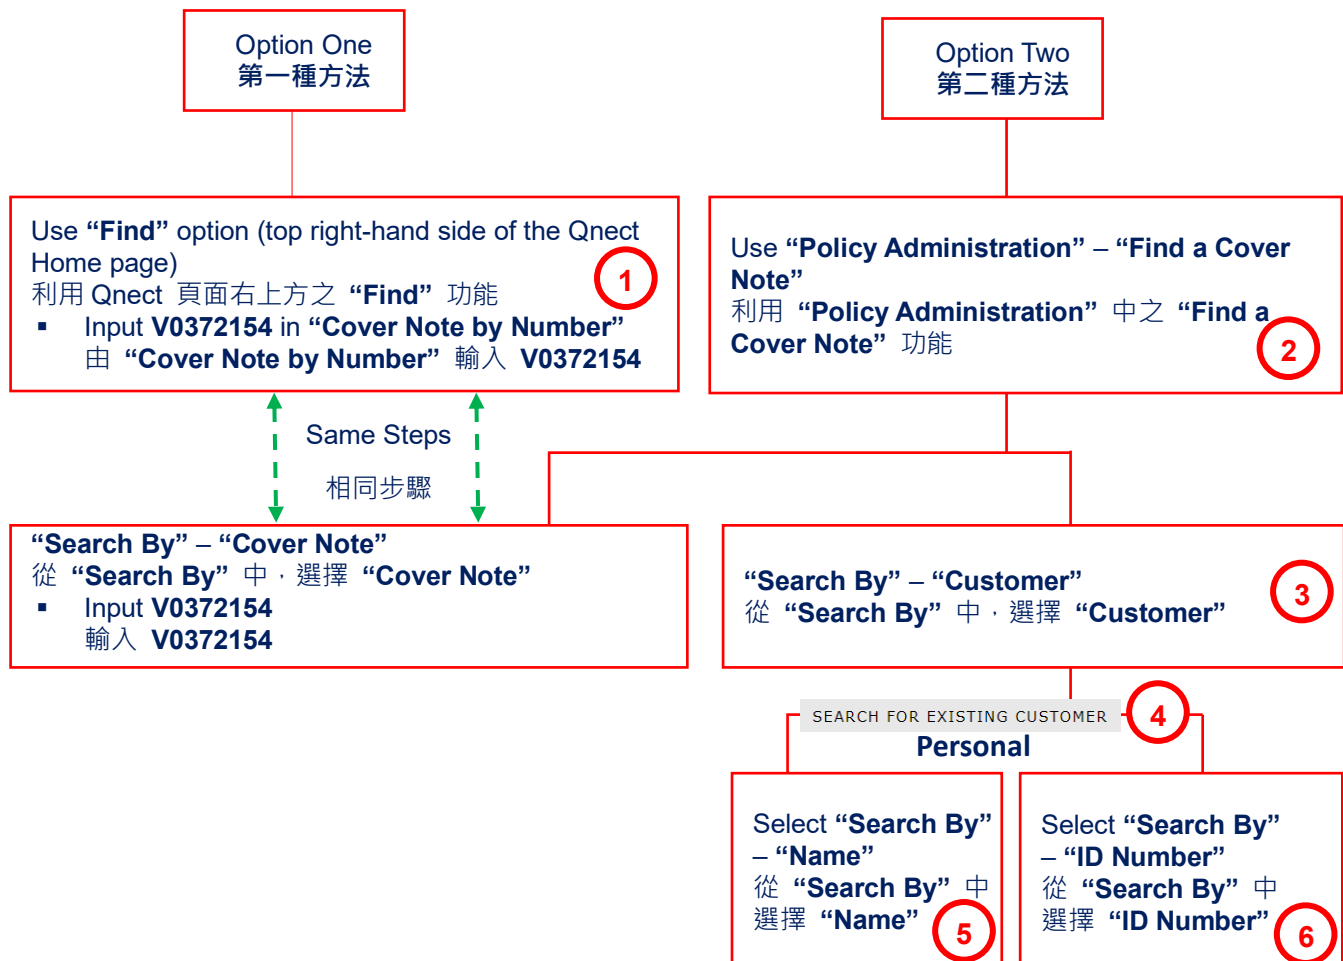 Option One
第一種方法
Option Two
第二種方法
Use “Find” option (top right-hand side of the Qnect
Home page)
利用 Qnect 頁面右上方之 “Find” 功能
▪ Input V0372154 in “Cover Note by Number”
由 “Cover Note by Number” 輸入 V0372154
1
Use “Policy Administration” – “Find a Cover
Note”
利用 “Policy Administration” 中之 “Find a
Cover Note” 功能
2
Same Steps
相同步驟
“Search By” – “Cover Note”
從 “Search By” 中，選擇 “Cover Note”
▪ Input V0372154
輸入 V0372154
“Search By” – “Customer”
從 “Search By” 中，選擇 “Customer”
3
SEARCH FOR EXISTING CUSTOMER
4
Personal
Select “Search By”
– “Name”
從 “Search By” 中
選擇 “Name”
5
Select “Search By”
– “ID Number”
從 “Search By” 中
選擇 “ID Number”
6